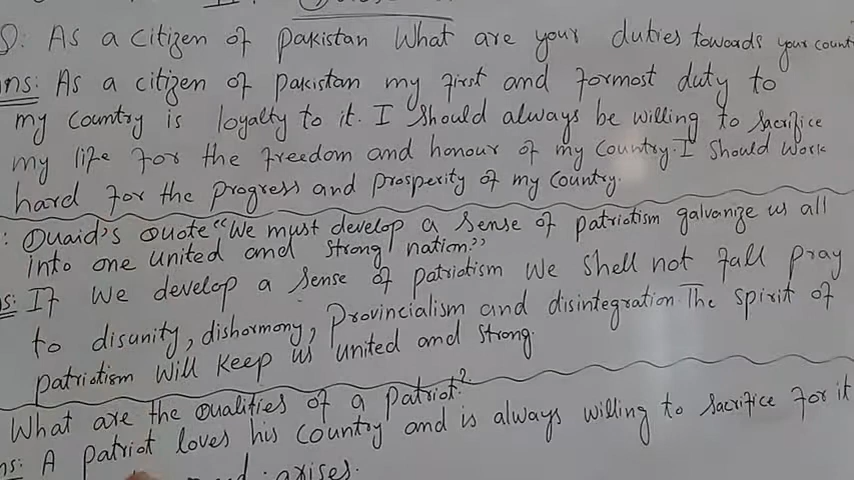 Q: As a citizen of pakistan What are your duties towards your count
ns: As a citizen of pakistan my first and formost duty to
my country is loyalty to it. I should always be willing to sacrifice
my life for the freedom and honour of my country. I should work
hard for the progress and prosperity of my country.
: Quaid's Quote "We must develop a sense of patriotism galvanize us all
into one united and strong nation."
s: If we develop a sense of patriotism we shell not fall pray
to disunity, dishormony, provincialism and disintegration. The spirit of
patriotism will keep us united and strong.
What are the Qualities of a patriot?
ns: A patriot loves his country and is always willing to sacrifice for it
arises.